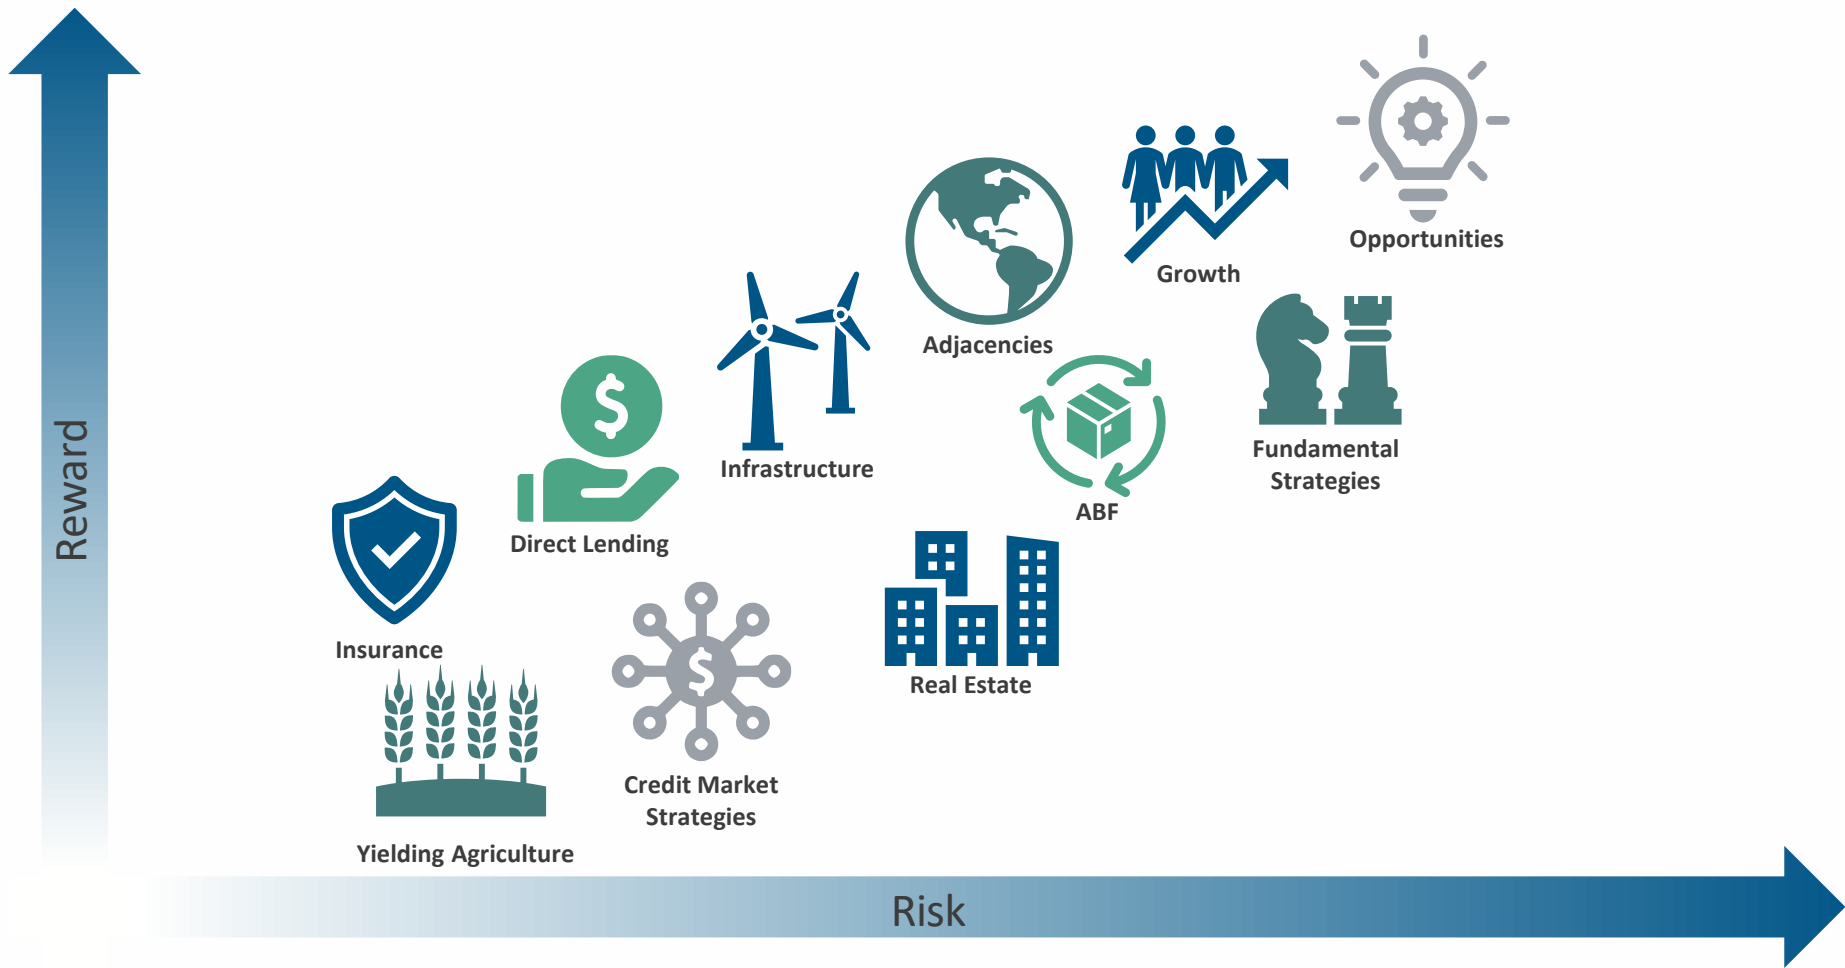 Opportunities
Growth
Adjacencies
Fundamental
Strategies
Infrastructure
ABF
Direct Lending
Reward
Insurance
Real Estate
Credit Market
Strategies
Yielding Agriculture
Risk
$
$